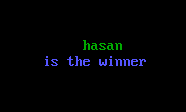 hasan
is the winner